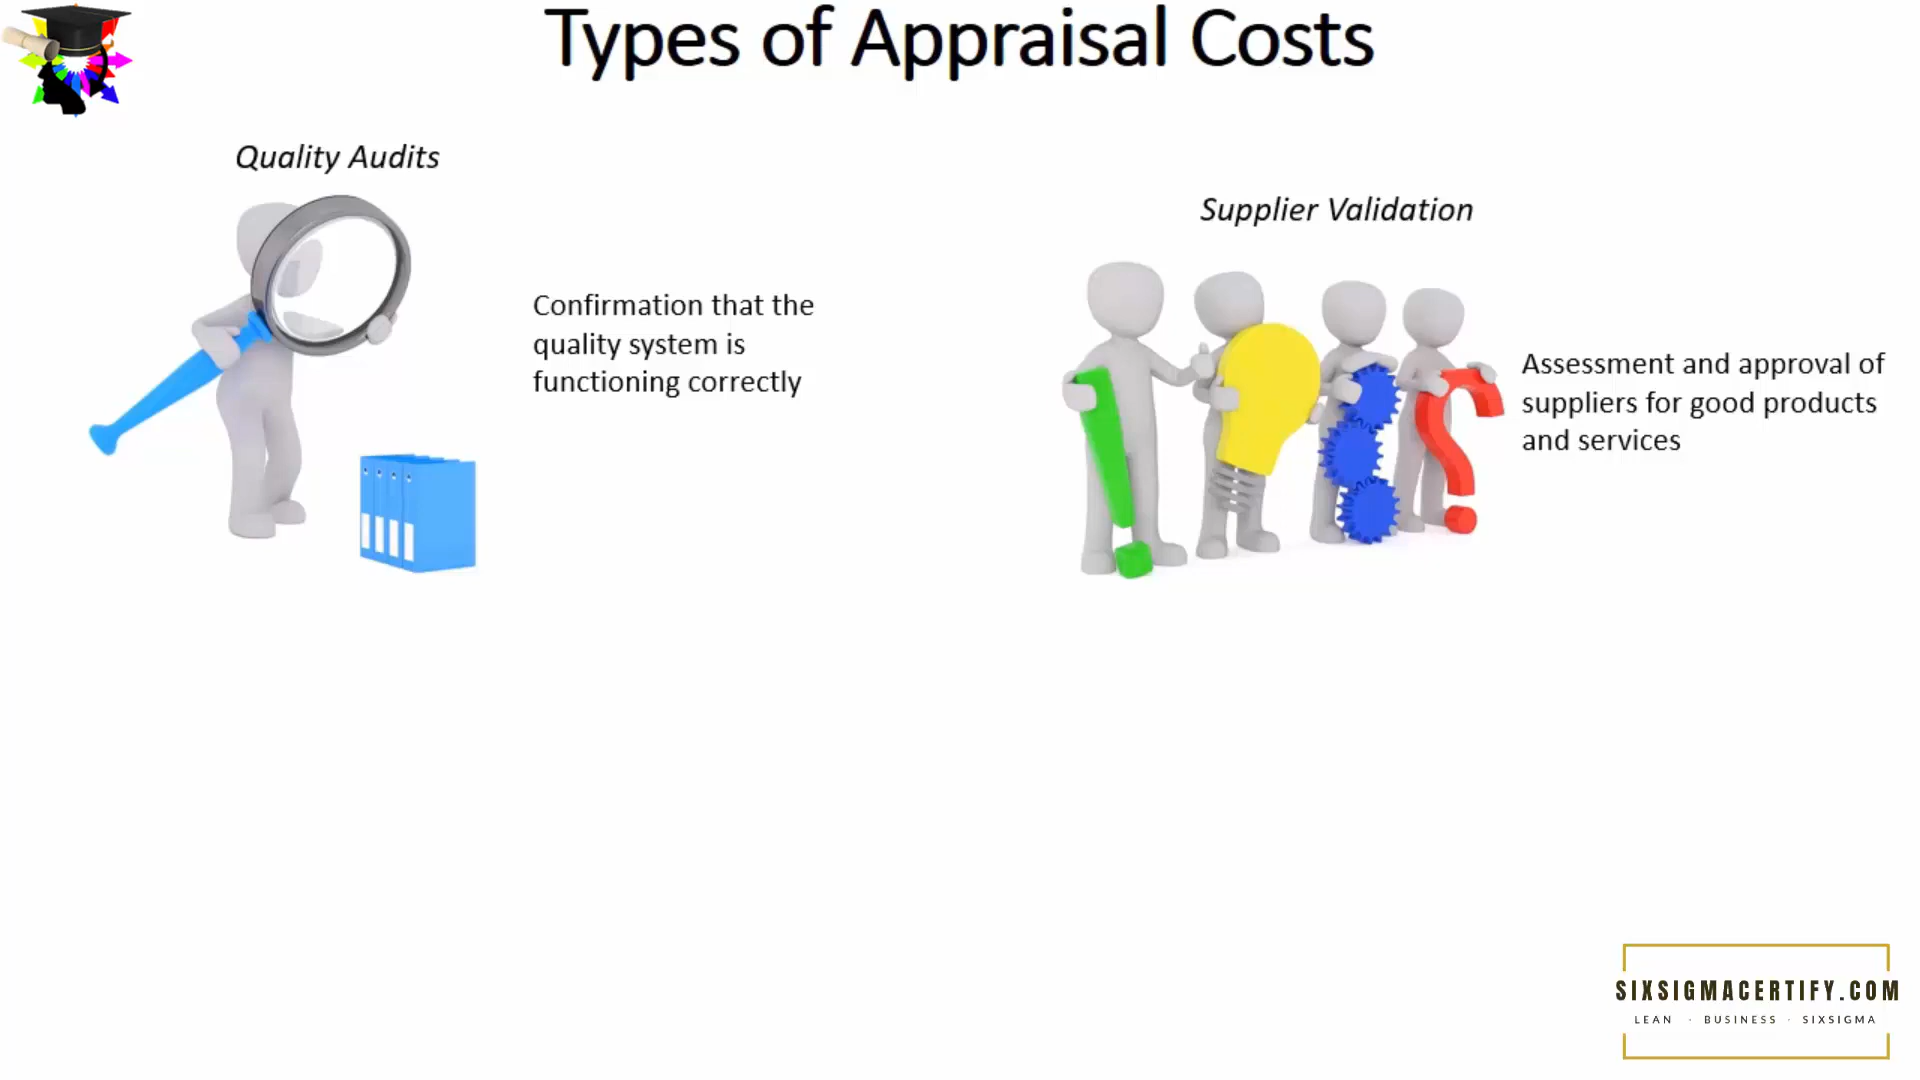 Types of Appraisal Costs
Quality Audits
Confirmation that the
quality system is
functioning correctly
Supplier Validation
Assessment and approval of
suppliers for good products
and services
SIXSIGMACERTIFY.COM
LEAN · BUSINESS · SIXSIGMA